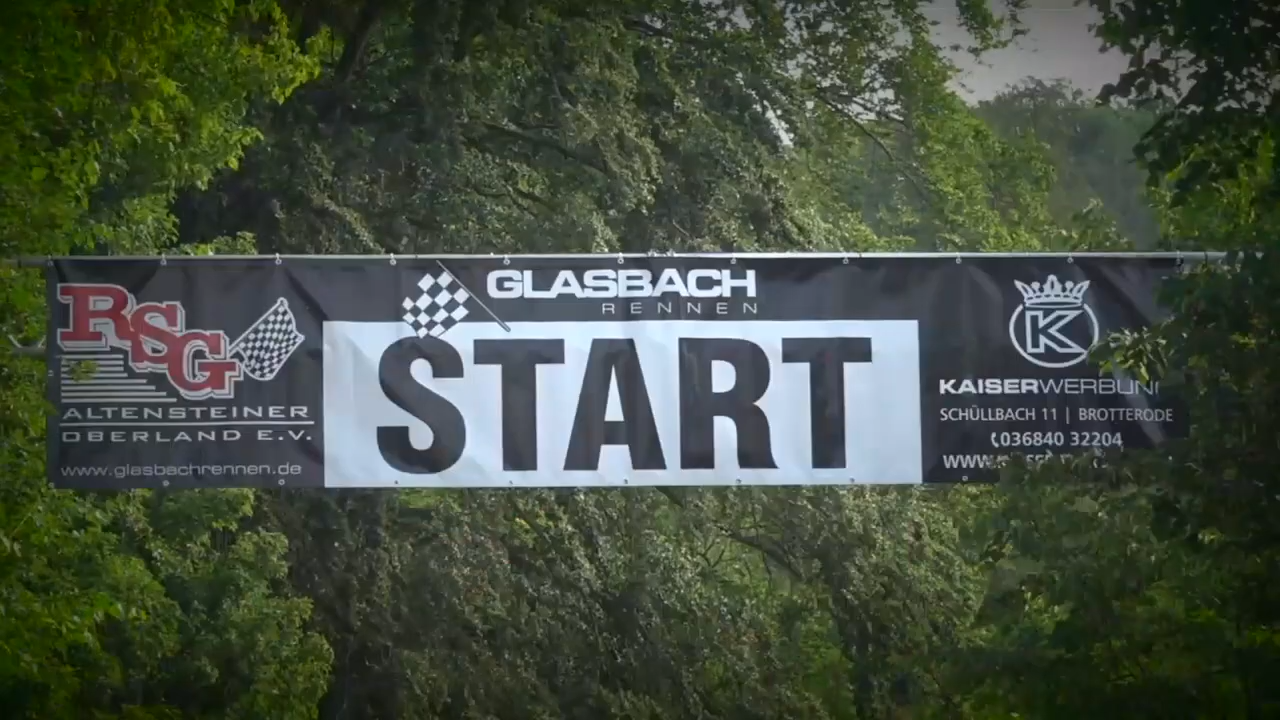 RSG
ALTENSTEINER
OBERLAND E.V.
www.glasbachrennen.de
GLASBACH
RENNEN
START
K
KAISERWERBUN
SCHÜLLBACH 11 | BROTTERODE
036840 32204